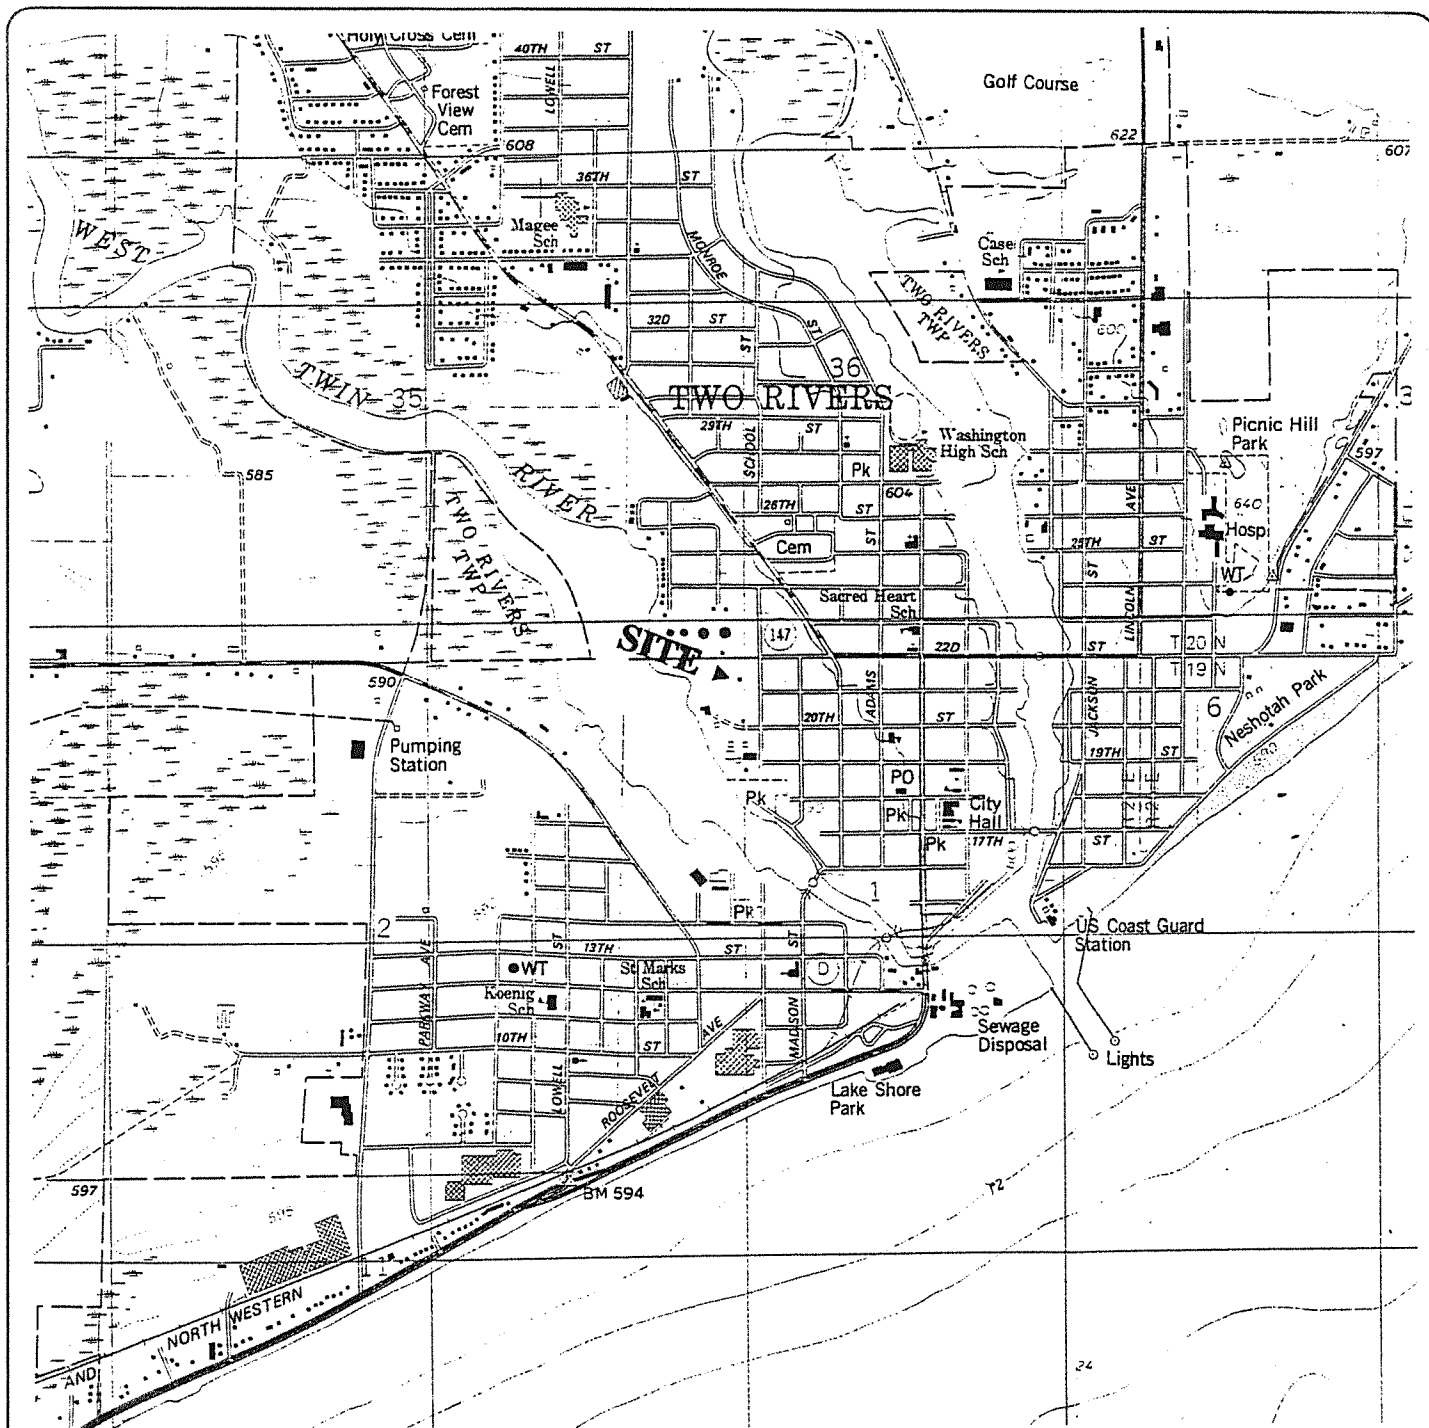 Holy Cross Cem
40TH ST
LOWELL
Golf Course
Forest
View
Cem
608
622
607
36TH ST
WEST
Magee
Sch
MONROE
ST
Case
Sch
TWO RIVERS
TWP
32D ST
ST
600
36
TWIN
35
TWO RIVERS
29TH ST
SCHOOL
Washington
High Sch
Picnic Hill
Park
597
Pk
585
RIVER
604
AVE
640
26TH ST
ST
Hosp
TWO RIVERS
TWP
Cem
25TH ST
ST
WT
Sacred Heart
Sch
LINCOLN
SITE
147
22D ST
T 20 N
T 19 N
590
ADAMS
JACKSON
6
Neshotah Park
20TH ST
580
Pumping
Station
19TH ST
PO
Pk
Pk
City
Hall
Pk
17TH ST
1
2
Pk
US Coast Guard
Station
AVE
ST
13TH ST
ST
D
WT
St Marks
Sch
Koenig
Sch
PARKWAY
10TH ST
AVE
MADISON
Sewage
Disposal
Lights
LOWELL
ROOSEVELT
Lake Shore
Park
597
BM 594
595
12
11
NORTH WESTERN
AND
24